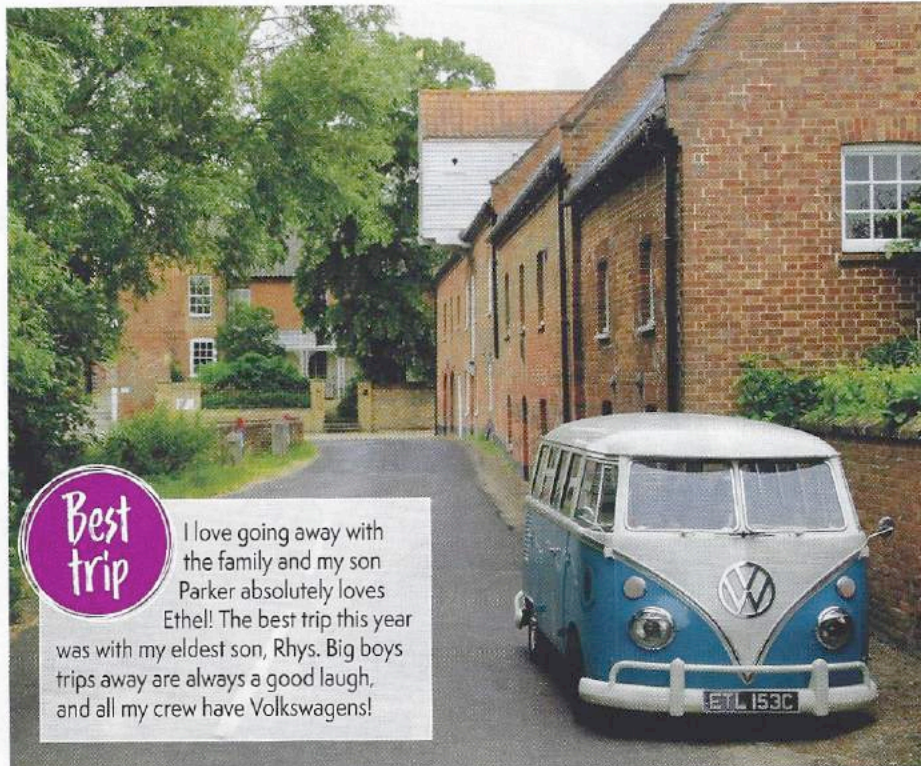 Best
trip
I love going away with
the family and my son
Parker absolutely loves
Ethel! The best trip this year
was with my eldest son, Rhys. Big boys
trips away are always a good laugh,
and all my crew have Volkswagens!
VW
ETL 153C